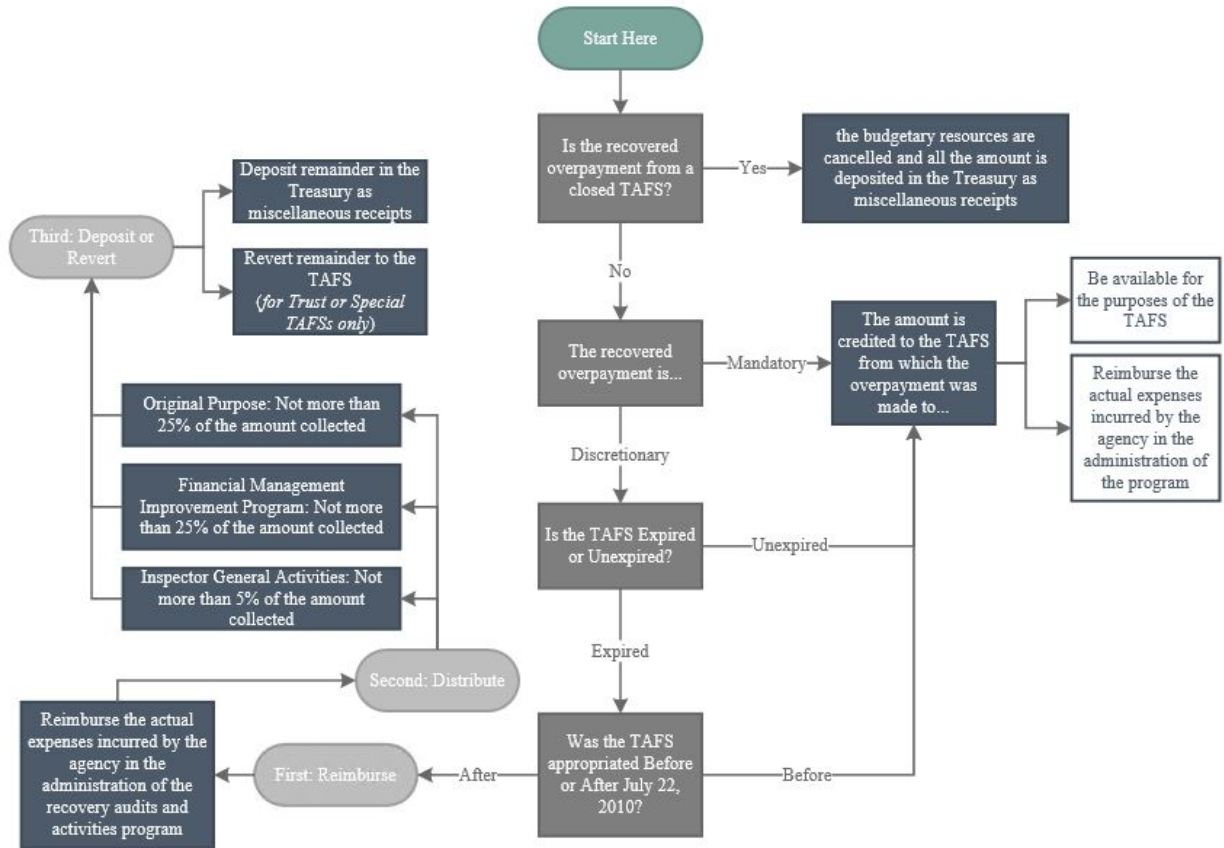 Start Here
Is the recovered
overpayment from a
closed TAFS?
Yes
the budgetary resources are
cancelled and all the amount is
deposited in the Treasury as
miscellaneous receipts
No
The recovered
overpayment is...
Mandatory
The amount is
credited to the TAFS
from which the
overpayment was
made to...
Be available for
the purposes of the
TAFS
Reimburse the
actual expenses
incurred by the
agency in the
administration of
the program
Discretionary
Is the TAFS Expired
or Unexpired?
Unexpired
Expired
Was the TAFS
appropriated Before
or After July 22,
2010?
Before
After
First: Reimburse
Reimburse the actual
expenses incurred by the
agency in the
administration of the
recovery audits and
activities program
Second: Distribute
Original Purpose: Not more than
25% of the amount collected
Financial Management
Improvement Program: Not more
than 25% of the amount collected
Inspector General Activities: Not
more than 5% of the amount
collected
Third: Deposit or
Revert
Deposit remainder in the
Treasury as
miscellaneous receipts
Revert remainder to the
TAFS
(for Trust or Special
TAFSs only)